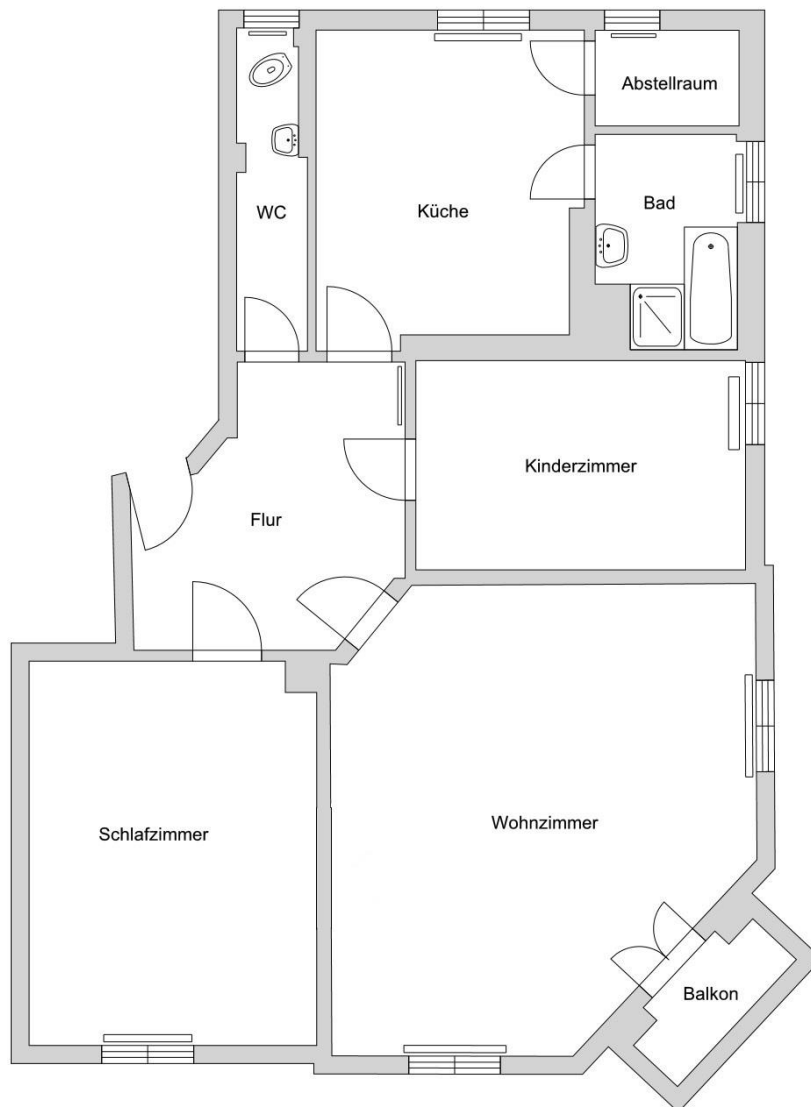 Abstellraum
WC
Küche
Bad
Kinderzimmer
Flur
Schlafzimmer
Wohnzimmer
Balkon